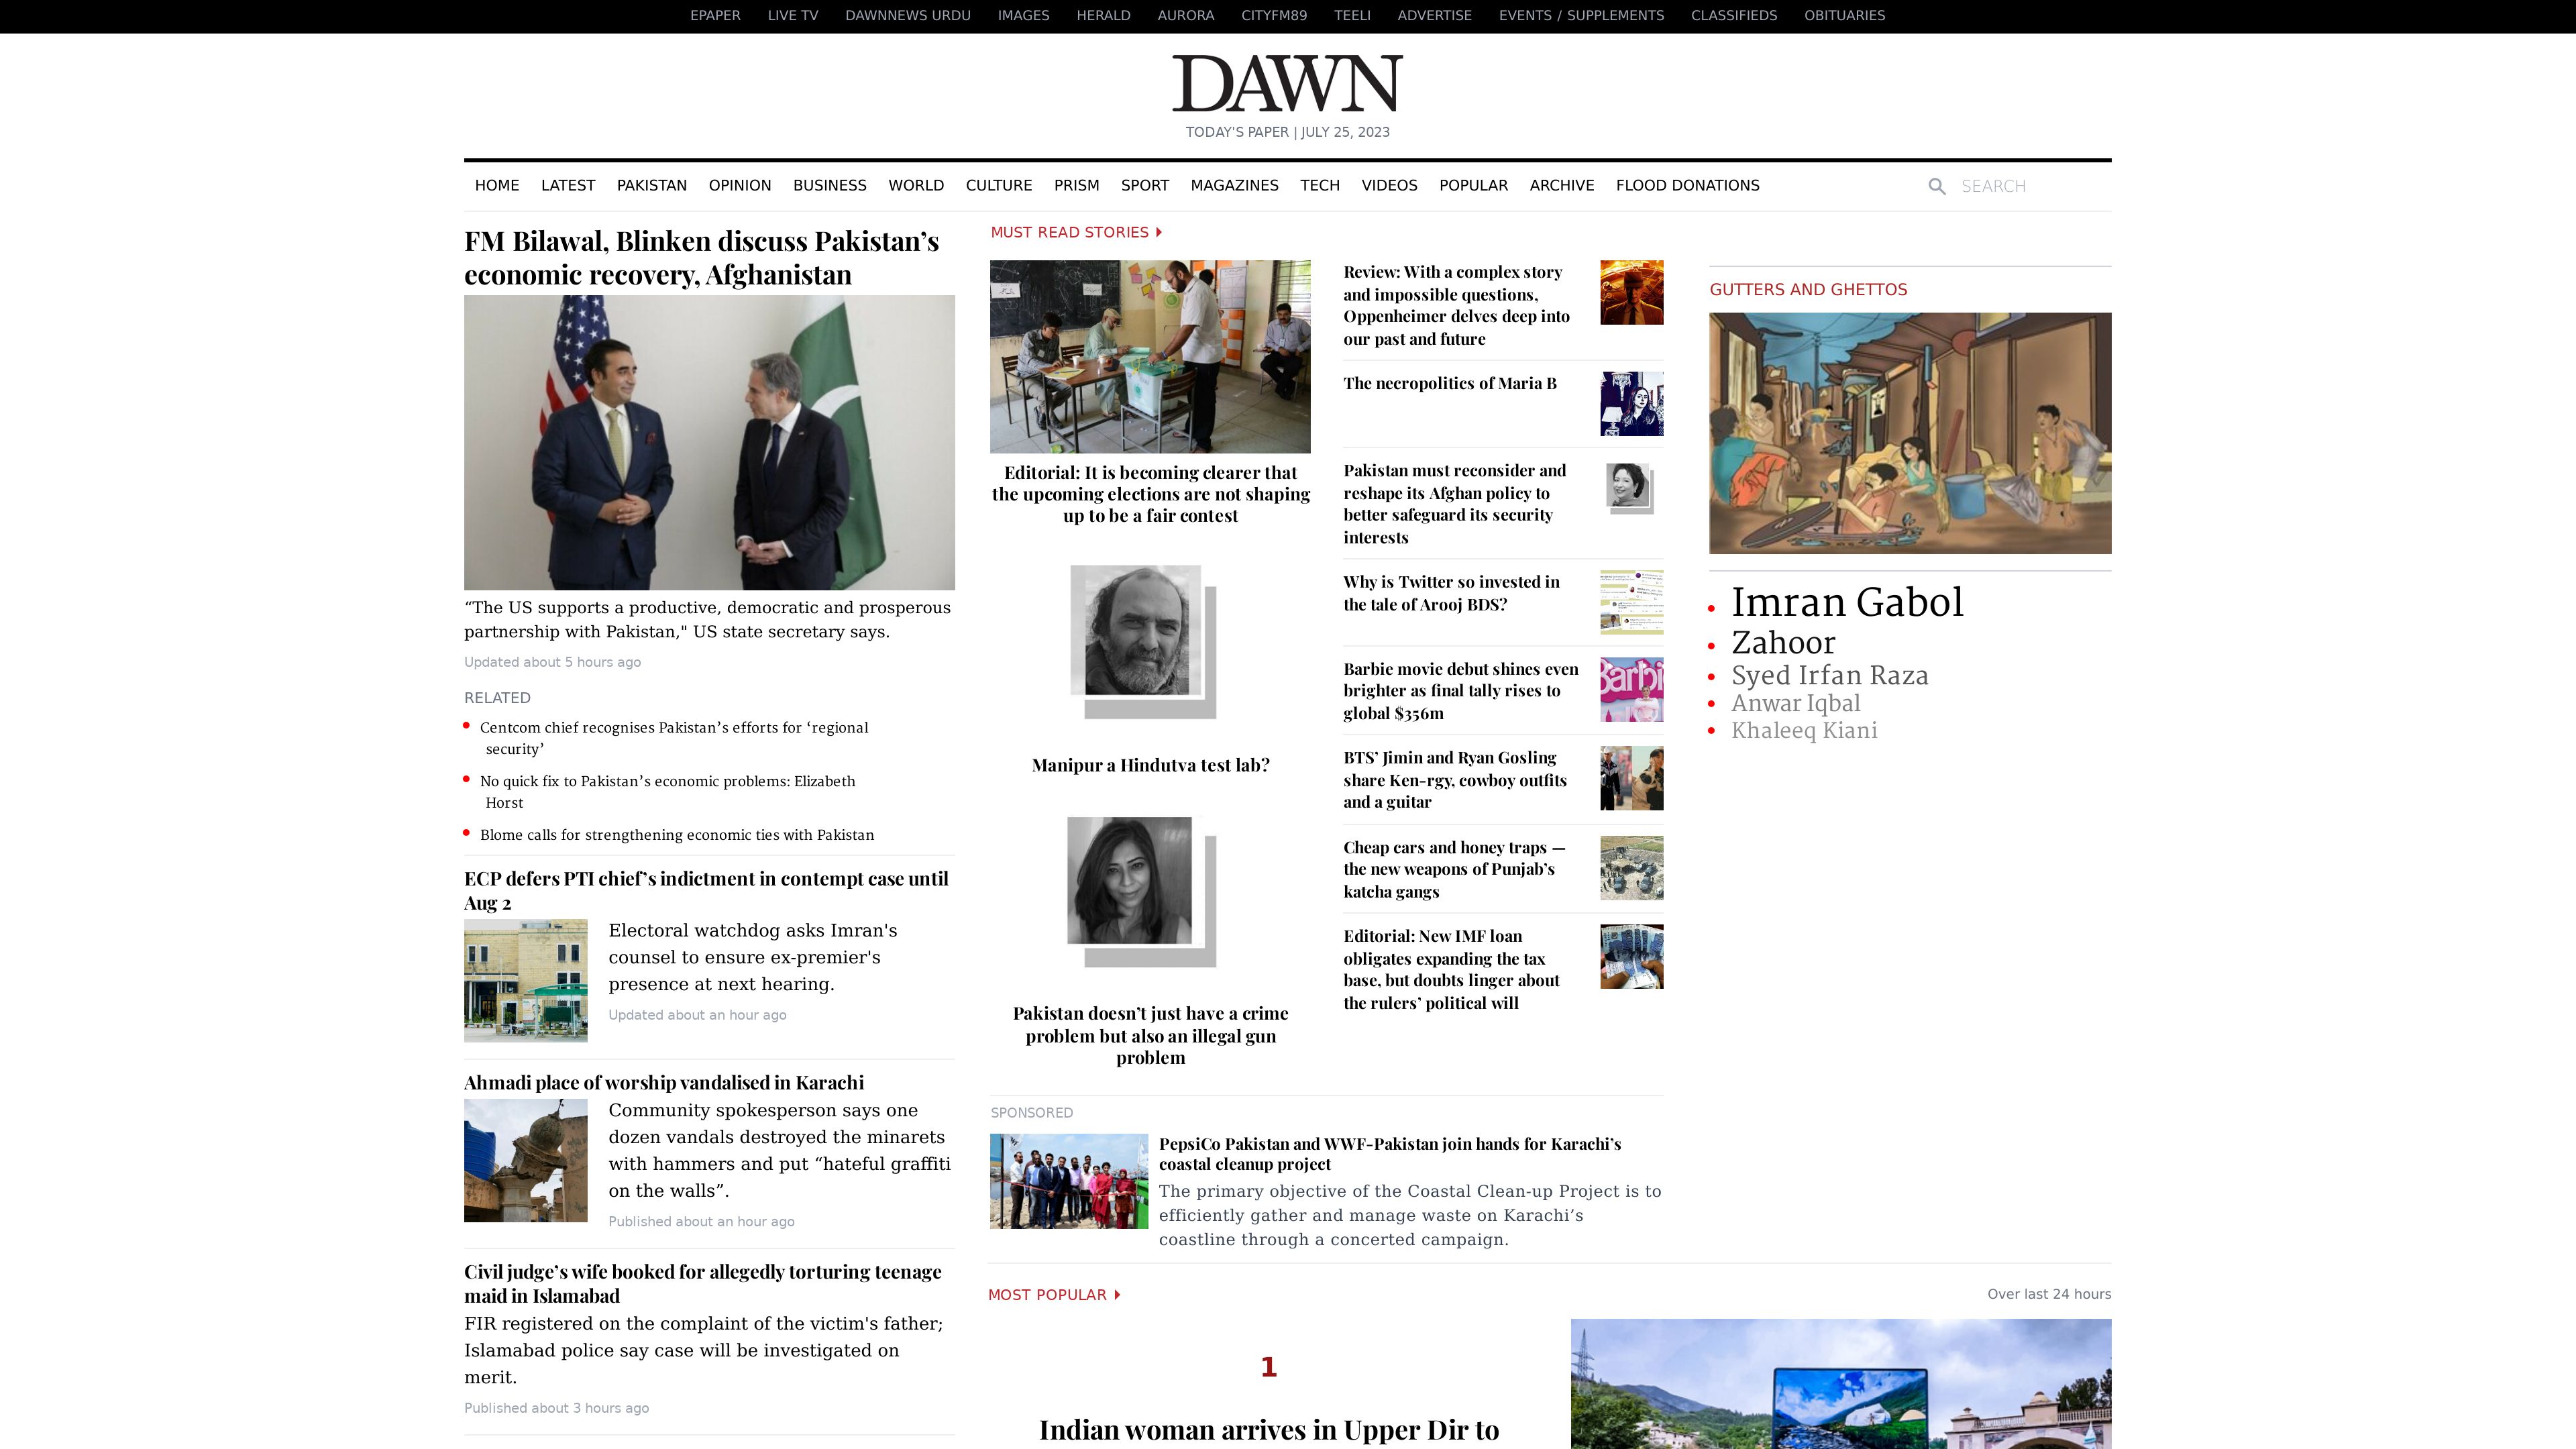 EPAPER LIVE TV DAWNNEWS URDU IMAGES HERALD AURORA CITYFM89 TEELI ADVERTISE EVENTS / SUPPLEMENTS CLASSIFIEDS OBITUARIES
DAWN
TODAY'S PAPER | JULY 25, 2023
HOME LATEST PAKISTAN OPINION BUSINESS WORLD CULTURE PRISM SPORT MAGAZINES TECH VIDEOS POPULAR ARCHIVE FLOOD DONATIONS SEARCH
FM Bilawal, Blinken discuss Pakistan’s
economic recovery, Afghanistan
“The US supports a productive, democratic and prosperous
partnership with Pakistan," US state secretary says.
Updated about 5 hours ago
RELATED
Centcom chief recognises Pakistan’s efforts for ‘regional
security’
No quick fix to Pakistan’s economic problems: Elizabeth
Horst
Blome calls for strengthening economic ties with Pakistan
ECP defers PTI chief’s indictment in contempt case until
Aug 2
Electoral watchdog asks Imran's
counsel to ensure ex-premier's
presence at next hearing.
Updated about an hour ago
Ahmadi place of worship vandalised in Karachi
Community spokesperson says one
dozen vandals destroyed the minarets
with hammers and put “hateful graffiti
on the walls”.
Published about an hour ago
Civil judge’s wife booked for allegedly torturing teenage
maid in Islamabad
FIR registered on the complaint of the victim's father;
Islamabad police say case will be investigated on
merit.
Published about 3 hours ago
MUST READ STORIES
Editorial: It is becoming clearer that
the upcoming elections are not shaping
up to be a fair contest
Manipur a Hindutva test lab?
Pakistan doesn’t just have a crime
problem but also an illegal gun
problem
Review: With a complex story
and impossible questions,
Oppenheimer delves deep into
our past and future
The necropolitics of Maria B
Pakistan must reconsider and
reshape its Afghan policy to
better safeguard its security
interests
Why is Twitter so invested in
the tale of Arooj BDS?
Barbie movie debut shines even
brighter as final tally rises to
global $356m
Barbie
BTS’ Jimin and Ryan Gosling
share Ken-rgy, cowboy outfits
and a guitar
Cheap cars and honey traps —
the new weapons of Punjab’s
katcha gangs
Editorial: New IMF loan
obligates expanding the tax
base, but doubts linger about
the rulers’ political will
SPONSORED
PepsiCo Pakistan and WWF-Pakistan join hands for Karachi’s
coastal cleanup project
The primary objective of the Coastal Clean-up Project is to
efficiently gather and manage waste on Karachi’s
coastline through a concerted campaign.
GUTTERS AND GHETTOS
Imran Gabol
Zahoor
Syed Irfan Raza
Anwar Iqbal
Khaleeq Kiani
MOST POPULAR
Over last 24 hours
1
Indian woman arrives in Upper Dir to